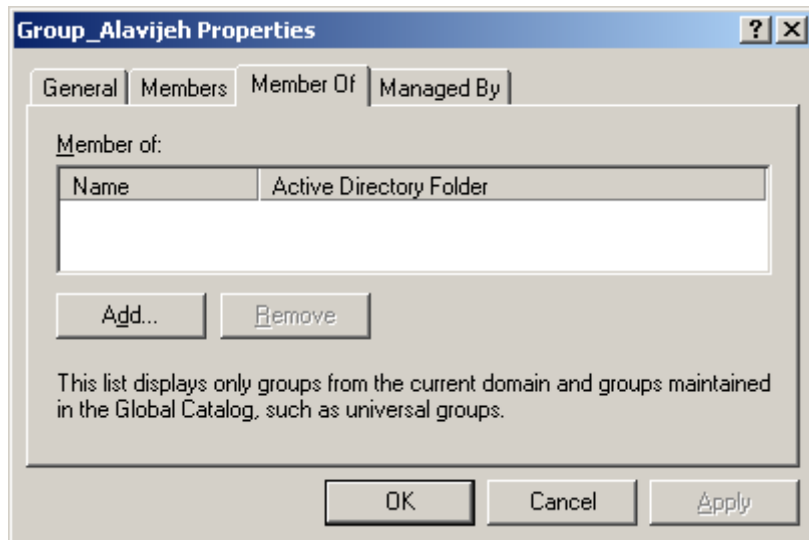 Group_Alavijeh Properties
General Members Member Of Managed By
Member of:
Name Active Directory Folder
Add... Remove
This list displays only groups from the current domain and groups maintained
in the Global Catalog, such as universal groups.
OK Cancel Apply